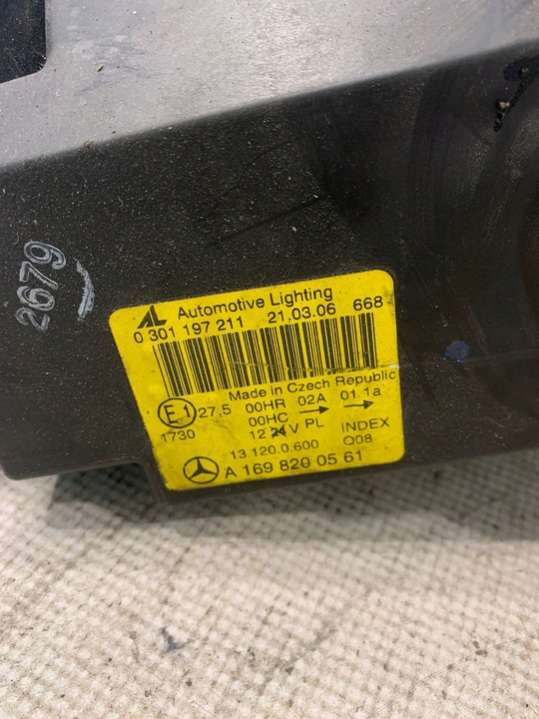 2679
AL Automotive Lighting
0 301 197 211 21.03.06 668
Made in Czech Republic
E1 27,5 00HR 02A 01.1a
00HC →
1730 12 24 V PL INDEX
13.120.0.600 Q08
A 169 820 05 61